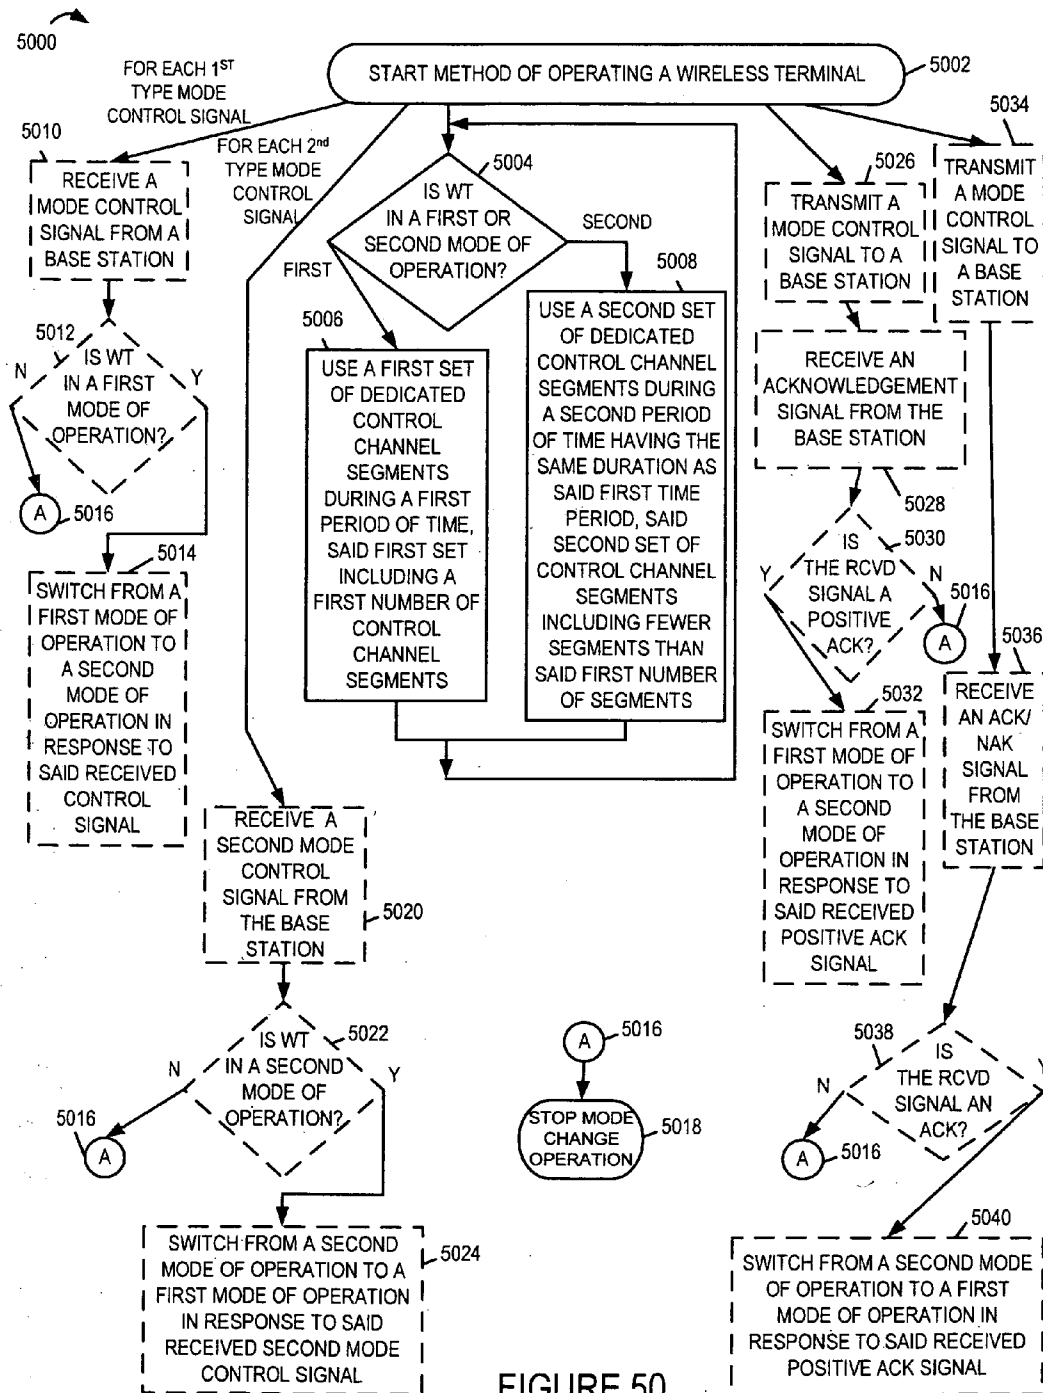 5000
START METHOD OF OPERATING A WIRELESS TERMINAL
5002
FOR EACH 1ST
TYPE MODE
CONTROL SIGNAL
5010
RECEIVE A
MODE CONTROL
SIGNAL FROM A
BASE STATION
5012
IS WT
IN A FIRST
MODE OF
OPERATION?
N
Y
A
5016
5014
SWITCH FROM A
FIRST MODE OF
OPERATION TO
A SECOND
MODE OF
OPERATION IN
RESPONSE TO
SAID RECEIVED
CONTROL
SIGNAL
FOR EACH 2nd
TYPE MODE
CONTROL
SIGNAL
5004
IS WT
IN A FIRST OR
SECOND MODE OF
OPERATION?
FIRST
SECOND
5006
USE A FIRST SET
OF DEDICATED
CONTROL
CHANNEL
SEGMENTS
DURING A FIRST
PERIOD OF TIME,
SAID FIRST SET
INCLUDING A
FIRST NUMBER OF
CONTROL
CHANNEL
SEGMENTS
5008
USE A SECOND SET
OF DEDICATED
CONTROL CHANNEL
SEGMENTS DURING
A SECOND PERIOD
OF TIME HAVING THE
SAME DURATION AS
SAID FIRST TIME
PERIOD, SAID
SECOND SET OF
CONTROL CHANNEL
SEGMENTS
INCLUDING FEWER
SEGMENTS THAN
SAID FIRST NUMBER
OF SEGMENTS
5026
TRANSMIT A
MODE CONTROL
SIGNAL TO A
BASE STATION
RECEIVE AN
ACKNOWLEDGEMENT
SIGNAL FROM THE
BASE STATION
5028
5030
IS
THE RCVD
SIGNAL A
POSITIVE
ACK?
Y
N
5016
A
5032
SWITCH FROM A
FIRST MODE OF
OPERATION TO
A SECOND
MODE OF
OPERATION IN
RESPONSE TO
SAID RECEIVED
POSITIVE ACK
SIGNAL
5034
TRANSMIT
A MODE
CONTROL
SIGNAL TO
A BASE
STATION
5036
RECEIVE
AN ACK/
NAK
SIGNAL
FROM
THE BASE
STATION
RECEIVE A
SECOND MODE
CONTROL
SIGNAL FROM
THE BASE
STATION
5020
IS WT
IN A SECOND
MODE OF
OPERATION?
5022
N
Y
5016
A
SWITCH FROM A SECOND
MODE OF OPERATION TO A
FIRST MODE OF OPERATION
IN RESPONSE TO SAID
RECEIVED SECOND MODE
CONTROL SIGNAL
5024
A
5016
STOP MODE
CHANGE
OPERATION
5018
5038
IS
THE RCVD
SIGNAL AN
ACK?
N
Y
A
5016
5040
SWITCH FROM A SECOND MODE
OF OPERATION TO A FIRST
MODE OF OPERATION IN
RESPONSE TO SAID RECEIVED
POSITIVE ACK SIGNAL
FIGURE 50